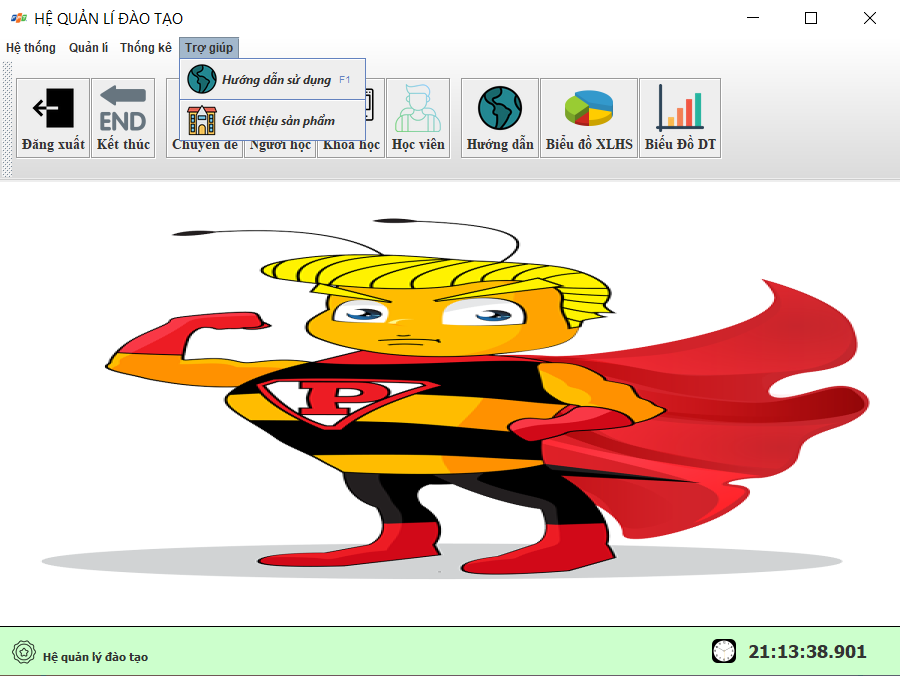 HỆ QUẢN LÍ ĐÀO TẠO
Hệ thống Quản lí Thống kê Trợ giúp
Hướng dẫn sử dụng F1
Giới thiệu sản phẩm
END
Đăng xuất Kết thúc Chuyên đề Người học Khóa học Học viên Hướng dẫn Biểu đồ XLHS Biểu Đồ DT
P
Hệ quản lý đào tạo
21:13:38.901